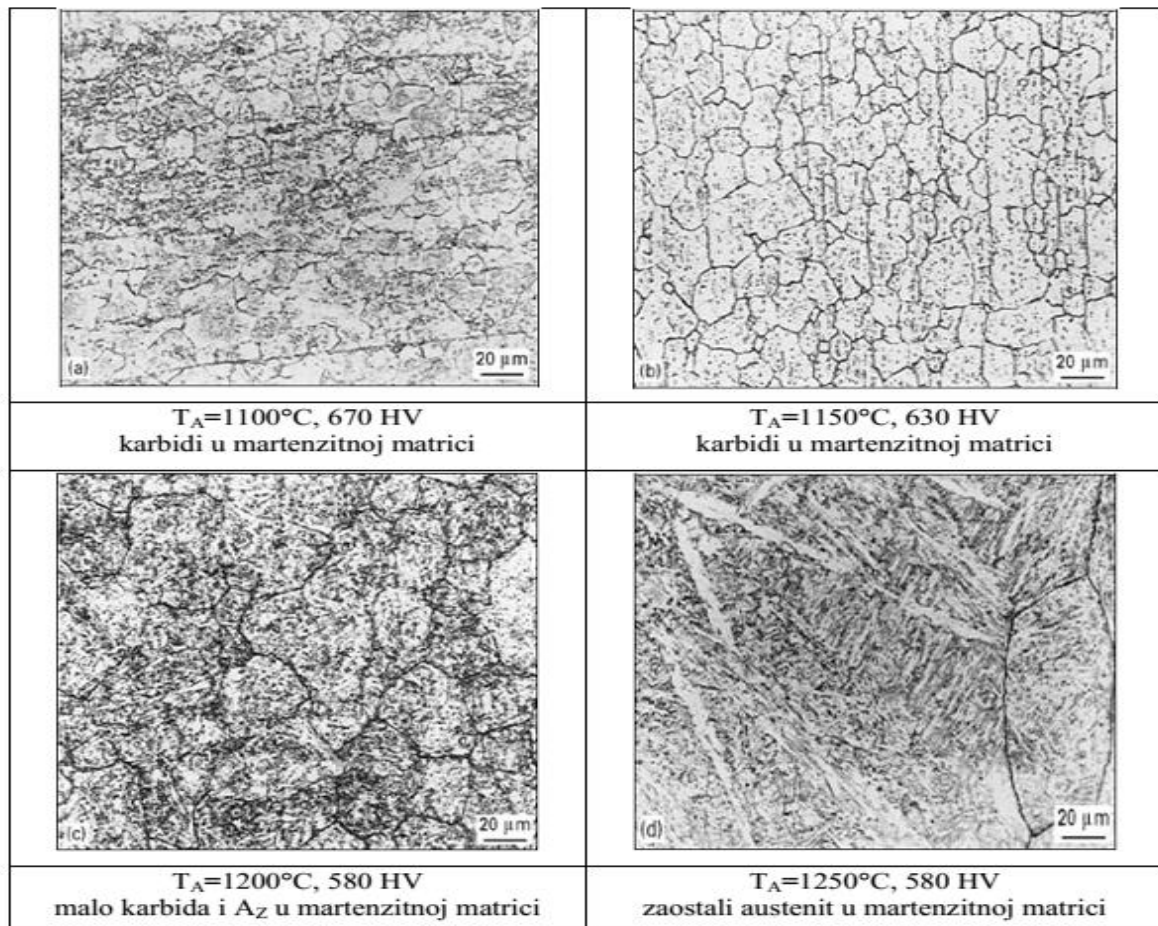 (a)
20 µm
(b)
20 µm
T_A=1100°C, 670 HV
karbidi u martenzitnoj matrici
T_A=1150°C, 630 HV
karbidi u martenzitnoj matrici
(c)
20 µm
(d)
20 µm
T_A=1200°C, 580 HV
malo karbida i A_Z u martenzitnoj matrici
T_A=1250°C, 580 HV
zaostali austenit u martenzitnoj matrici